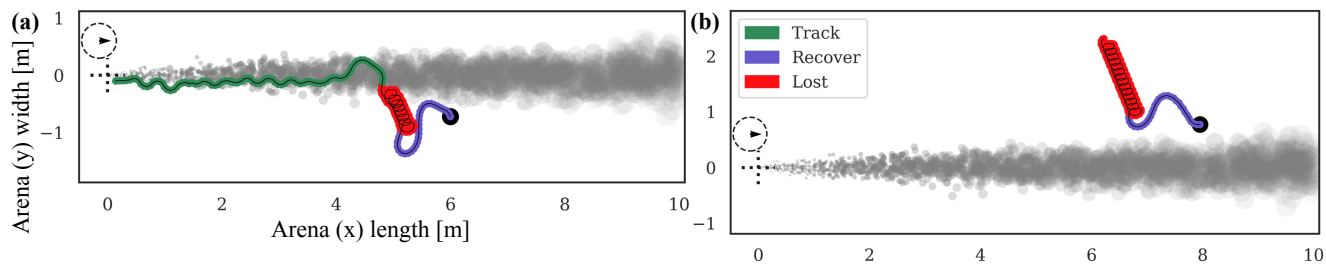 (a)
1
0
−1
Arena (y) width [m]
0 2 4 6 8 10
Arena (x) length [m]
(b)
Track
Recover
Lost
2
1
0
−1
0 2 4 6 8 10